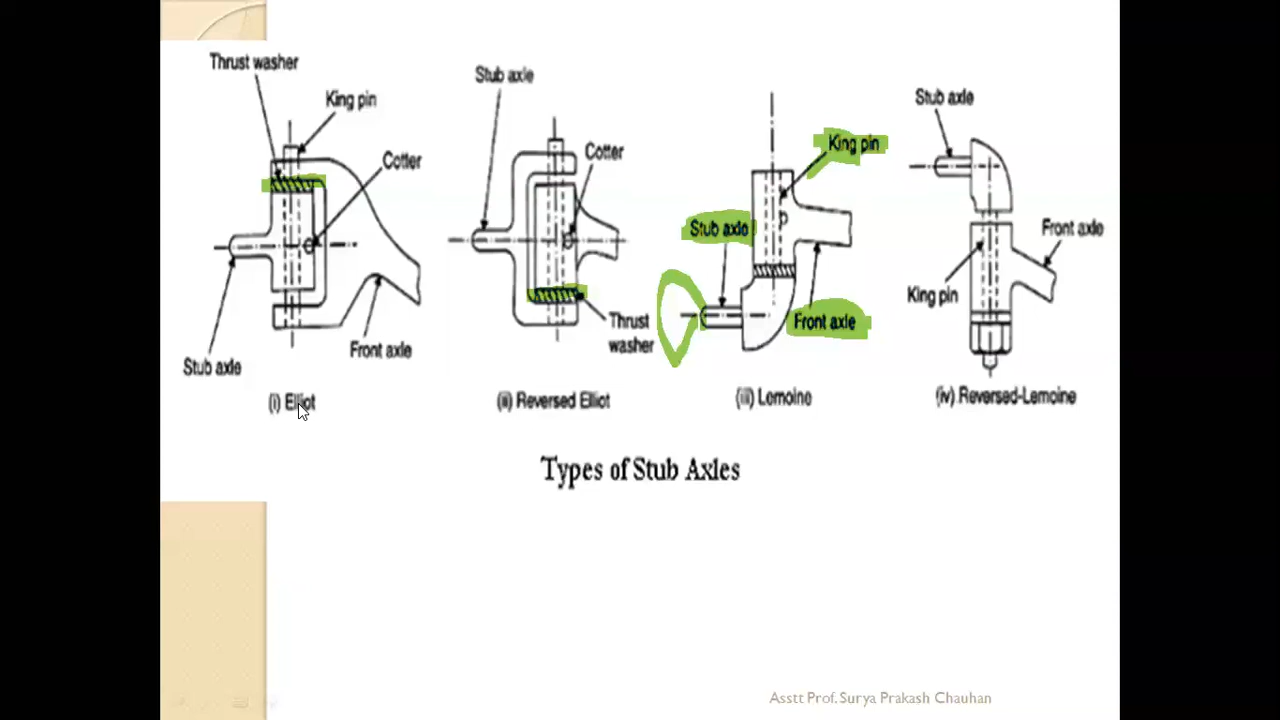 Thrust washer
King pin
Cotter
Stub axle
Front axle
(i) Elliot
Stub axle
Cotter
Thrust
washer
(ii) Reversed Elliot
King pin
Stub axle
Front axle
(iii) Lemoine
Stub axle
Front axle
King pin
(iv) Reversed-Lemoine
Types of Stub Axles
Asstt Prof. Surya Prakash Chauhan